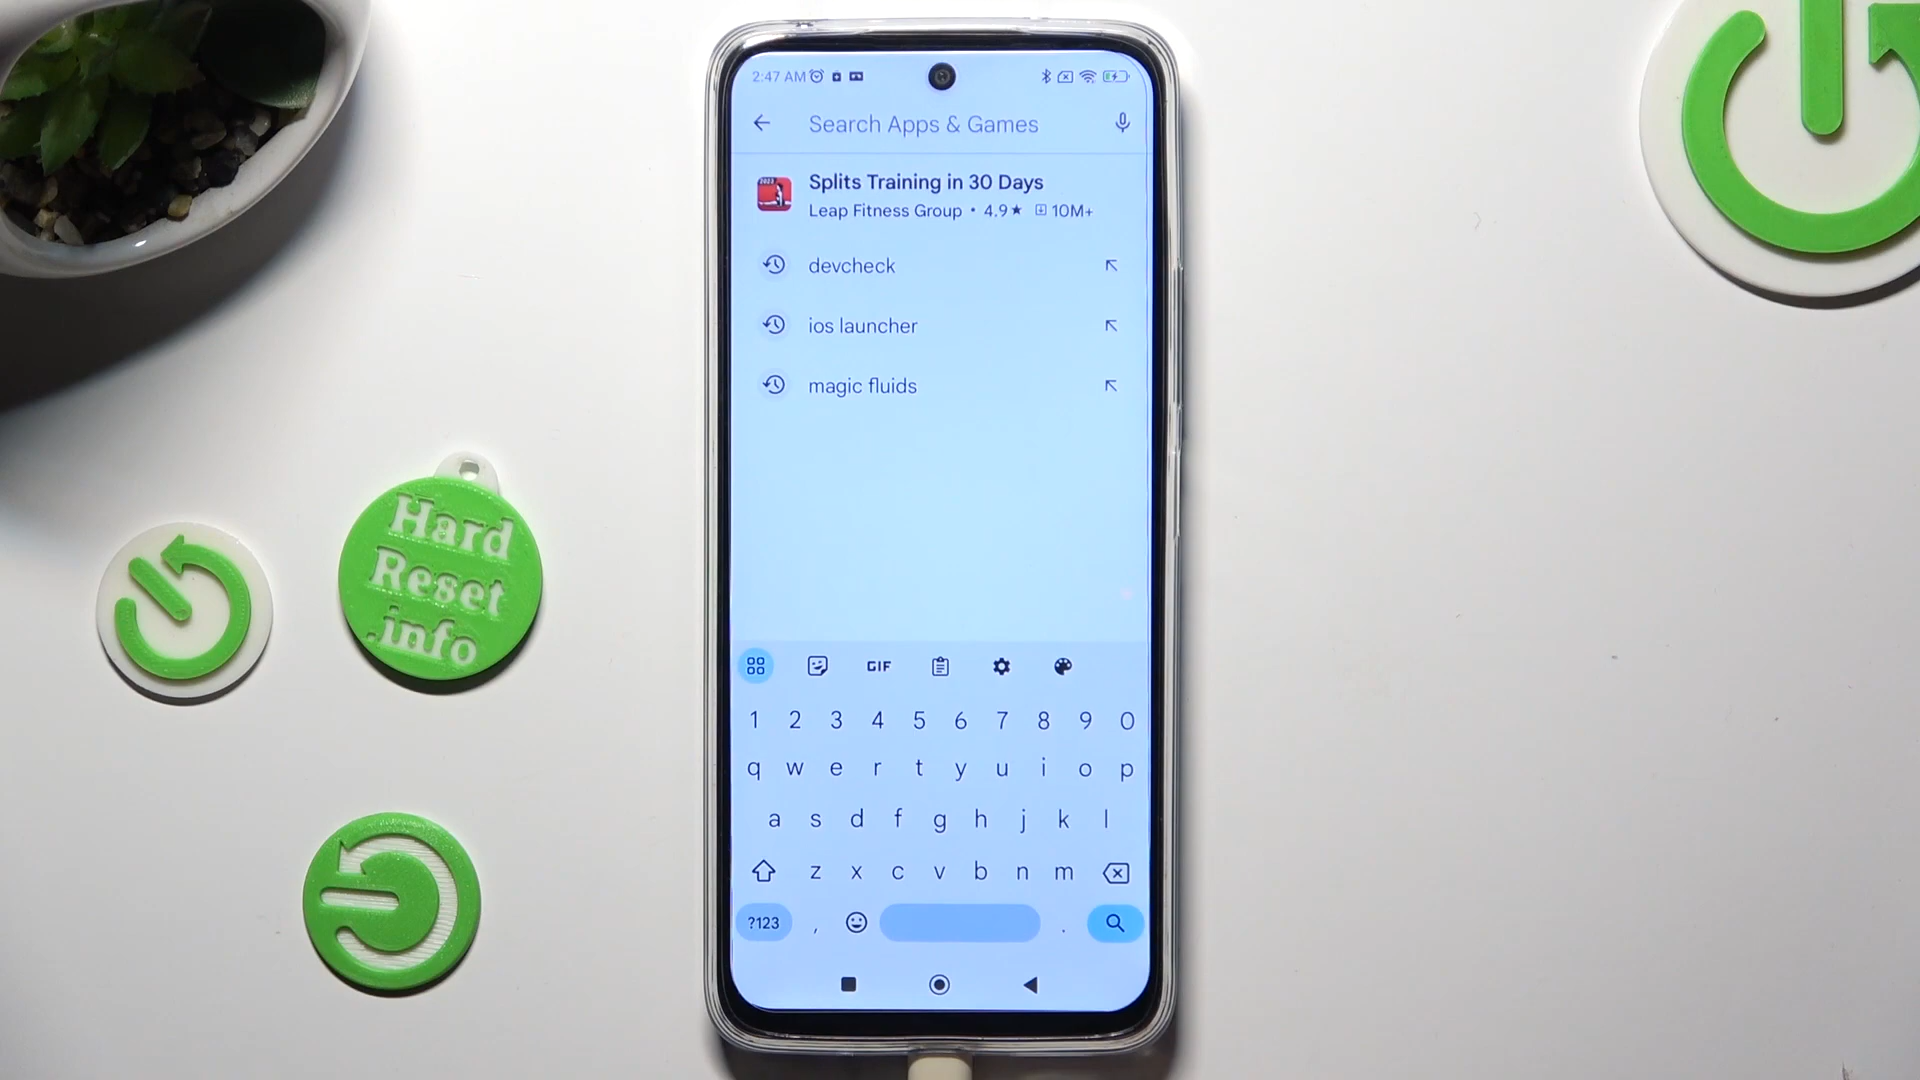 2:47 AM
Search Apps & Games
Splits Training in 30 Days
Leap Fitness Group • 4.9★ 10M+
devcheck
ios launcher
magic fluids
GIF
1 2 3 4 5 6 7 8 9 0
q w e r t y u i o p
a s d f g h j k l
z x c v b n m
?123 , .
Hard
Reset
.info